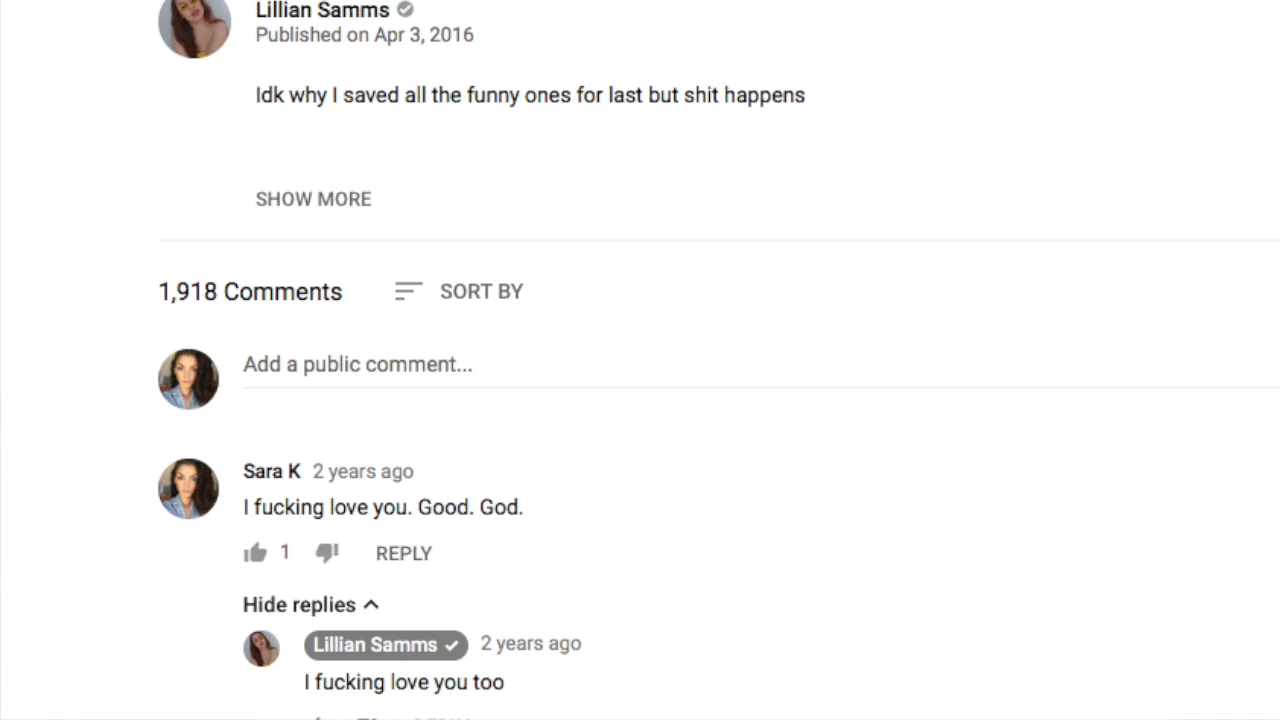 Lillian Samms
Published on Apr 3, 2016
Idk why I saved all the funny ones for last but shit happens
SHOW MORE
1,918 Comments
SORT BY
Add a public comment...
Sara K 2 years ago
I fucking love you. Good. God.
1 REPLY
Hide replies
Lillian Samms 2 years ago
I fucking love you too